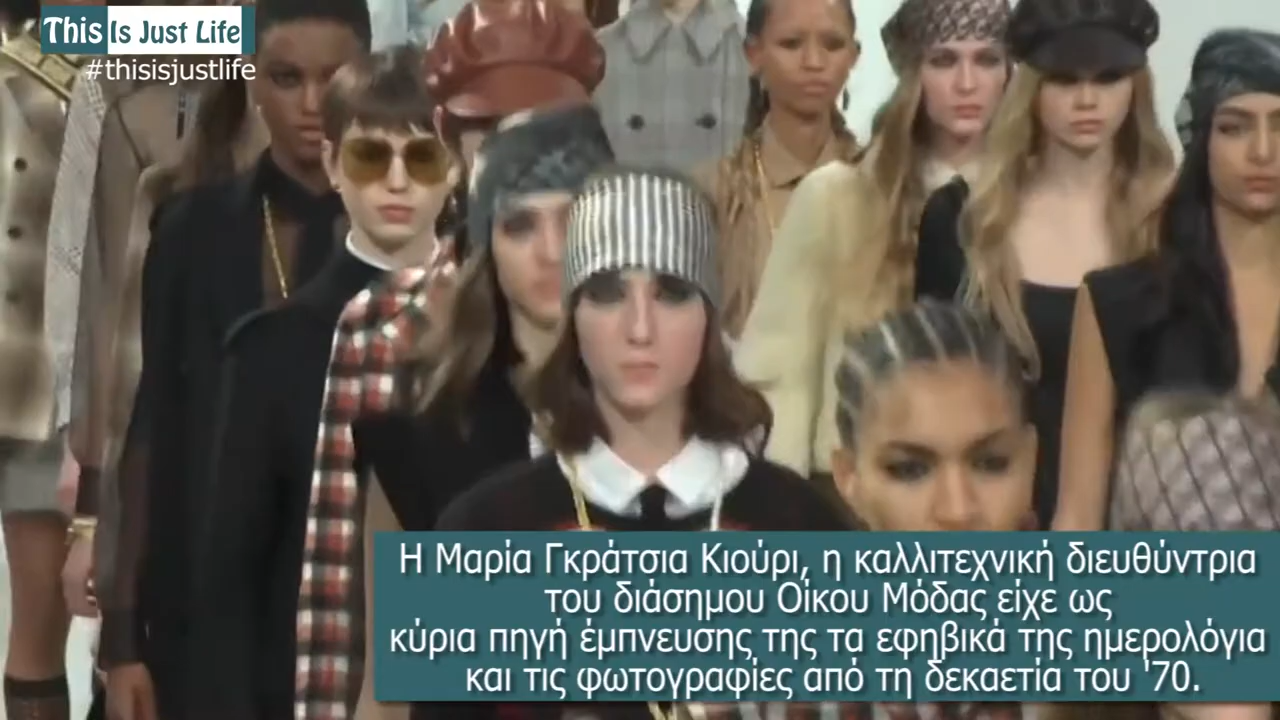 This Is Just Life
#thisisjustlife
Η Μαρία Γκράτσια Κιούρι, η καλλιτεχνική διευθύντρια
του διάσημου Οίκου Μόδας είχε ως
κύρια πηγή έμπνευσης της τα εφηβικά της ημερολόγια
και τις φωτογραφίες από τη δεκαετία του '70.